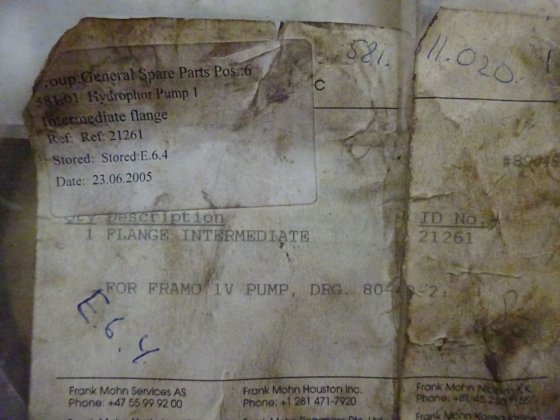 581. 11.020.
Group:General Spare Parts Pos.:6
581.01 Hydrophor Pump 1
Intermediate flange
Ref: Ref: 21261
Stored: Stored:E.6.4
Date: 23.06.2005
C
Qty Description ID No.
1 FLANGE INTERMEDIATE 21261
FOR FRAMO 1V PUMP, DRG.
E.6.4
Frank Mohn Services AS Frank Mohn Houston Inc. Frank Mohn K.K.
Phone: +47 55 99 92 00 Phone: +1 281 471-7920 Phone: